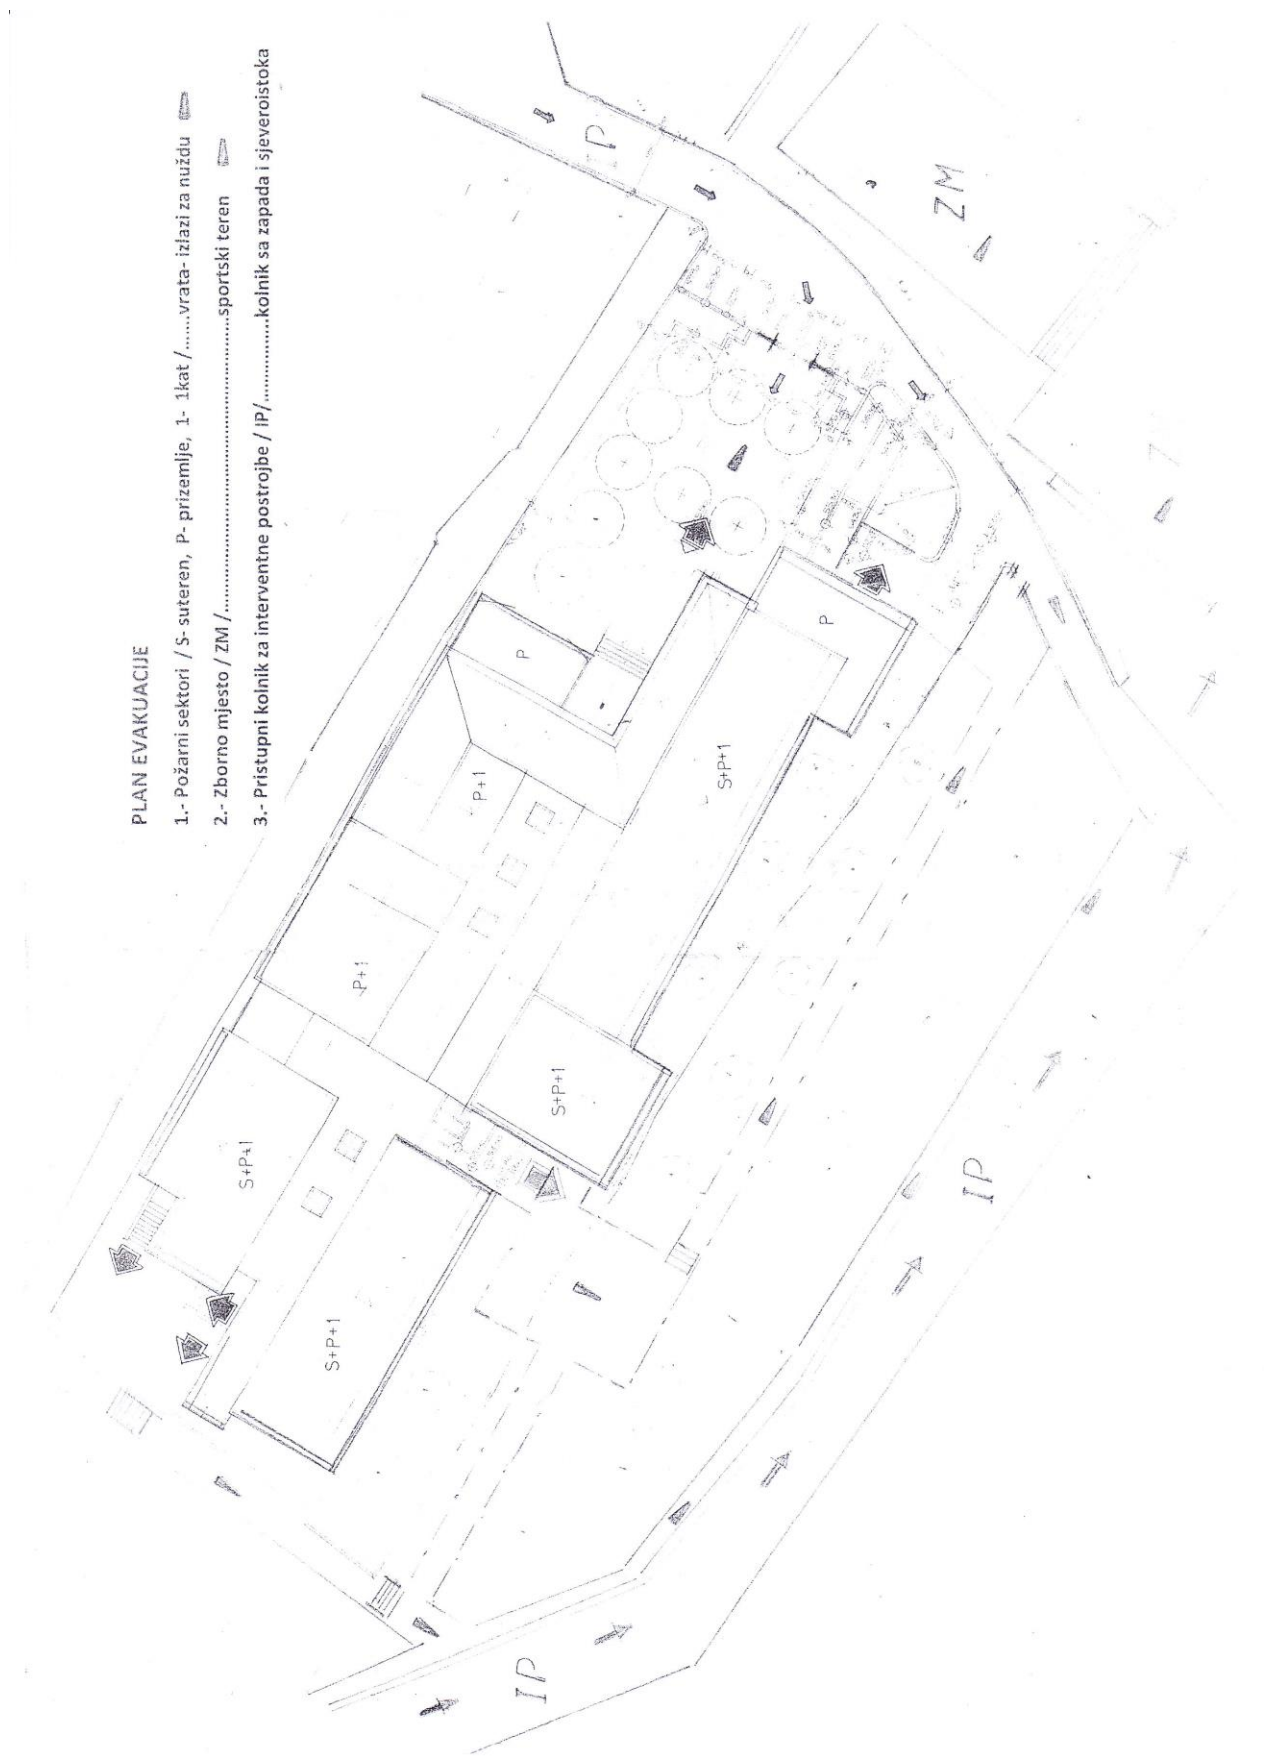 PLAN EVAKUACIJE
1.- Požarni sektori / S- suteren, P- prizemlje, 1- 1kat /.......vrata- izlazi za nuždu
2.- Zborno mjesto / ZM /.......................................................sportski teren
3.- Pristupni kolnik za interventne postrojbe / IP/...............kolnik sa zapada i sjeveroistoka
S+P+1
S+P+1
P+1
P+1
S+P+1
S+P+1
P
P
P
ZM
IP
IP